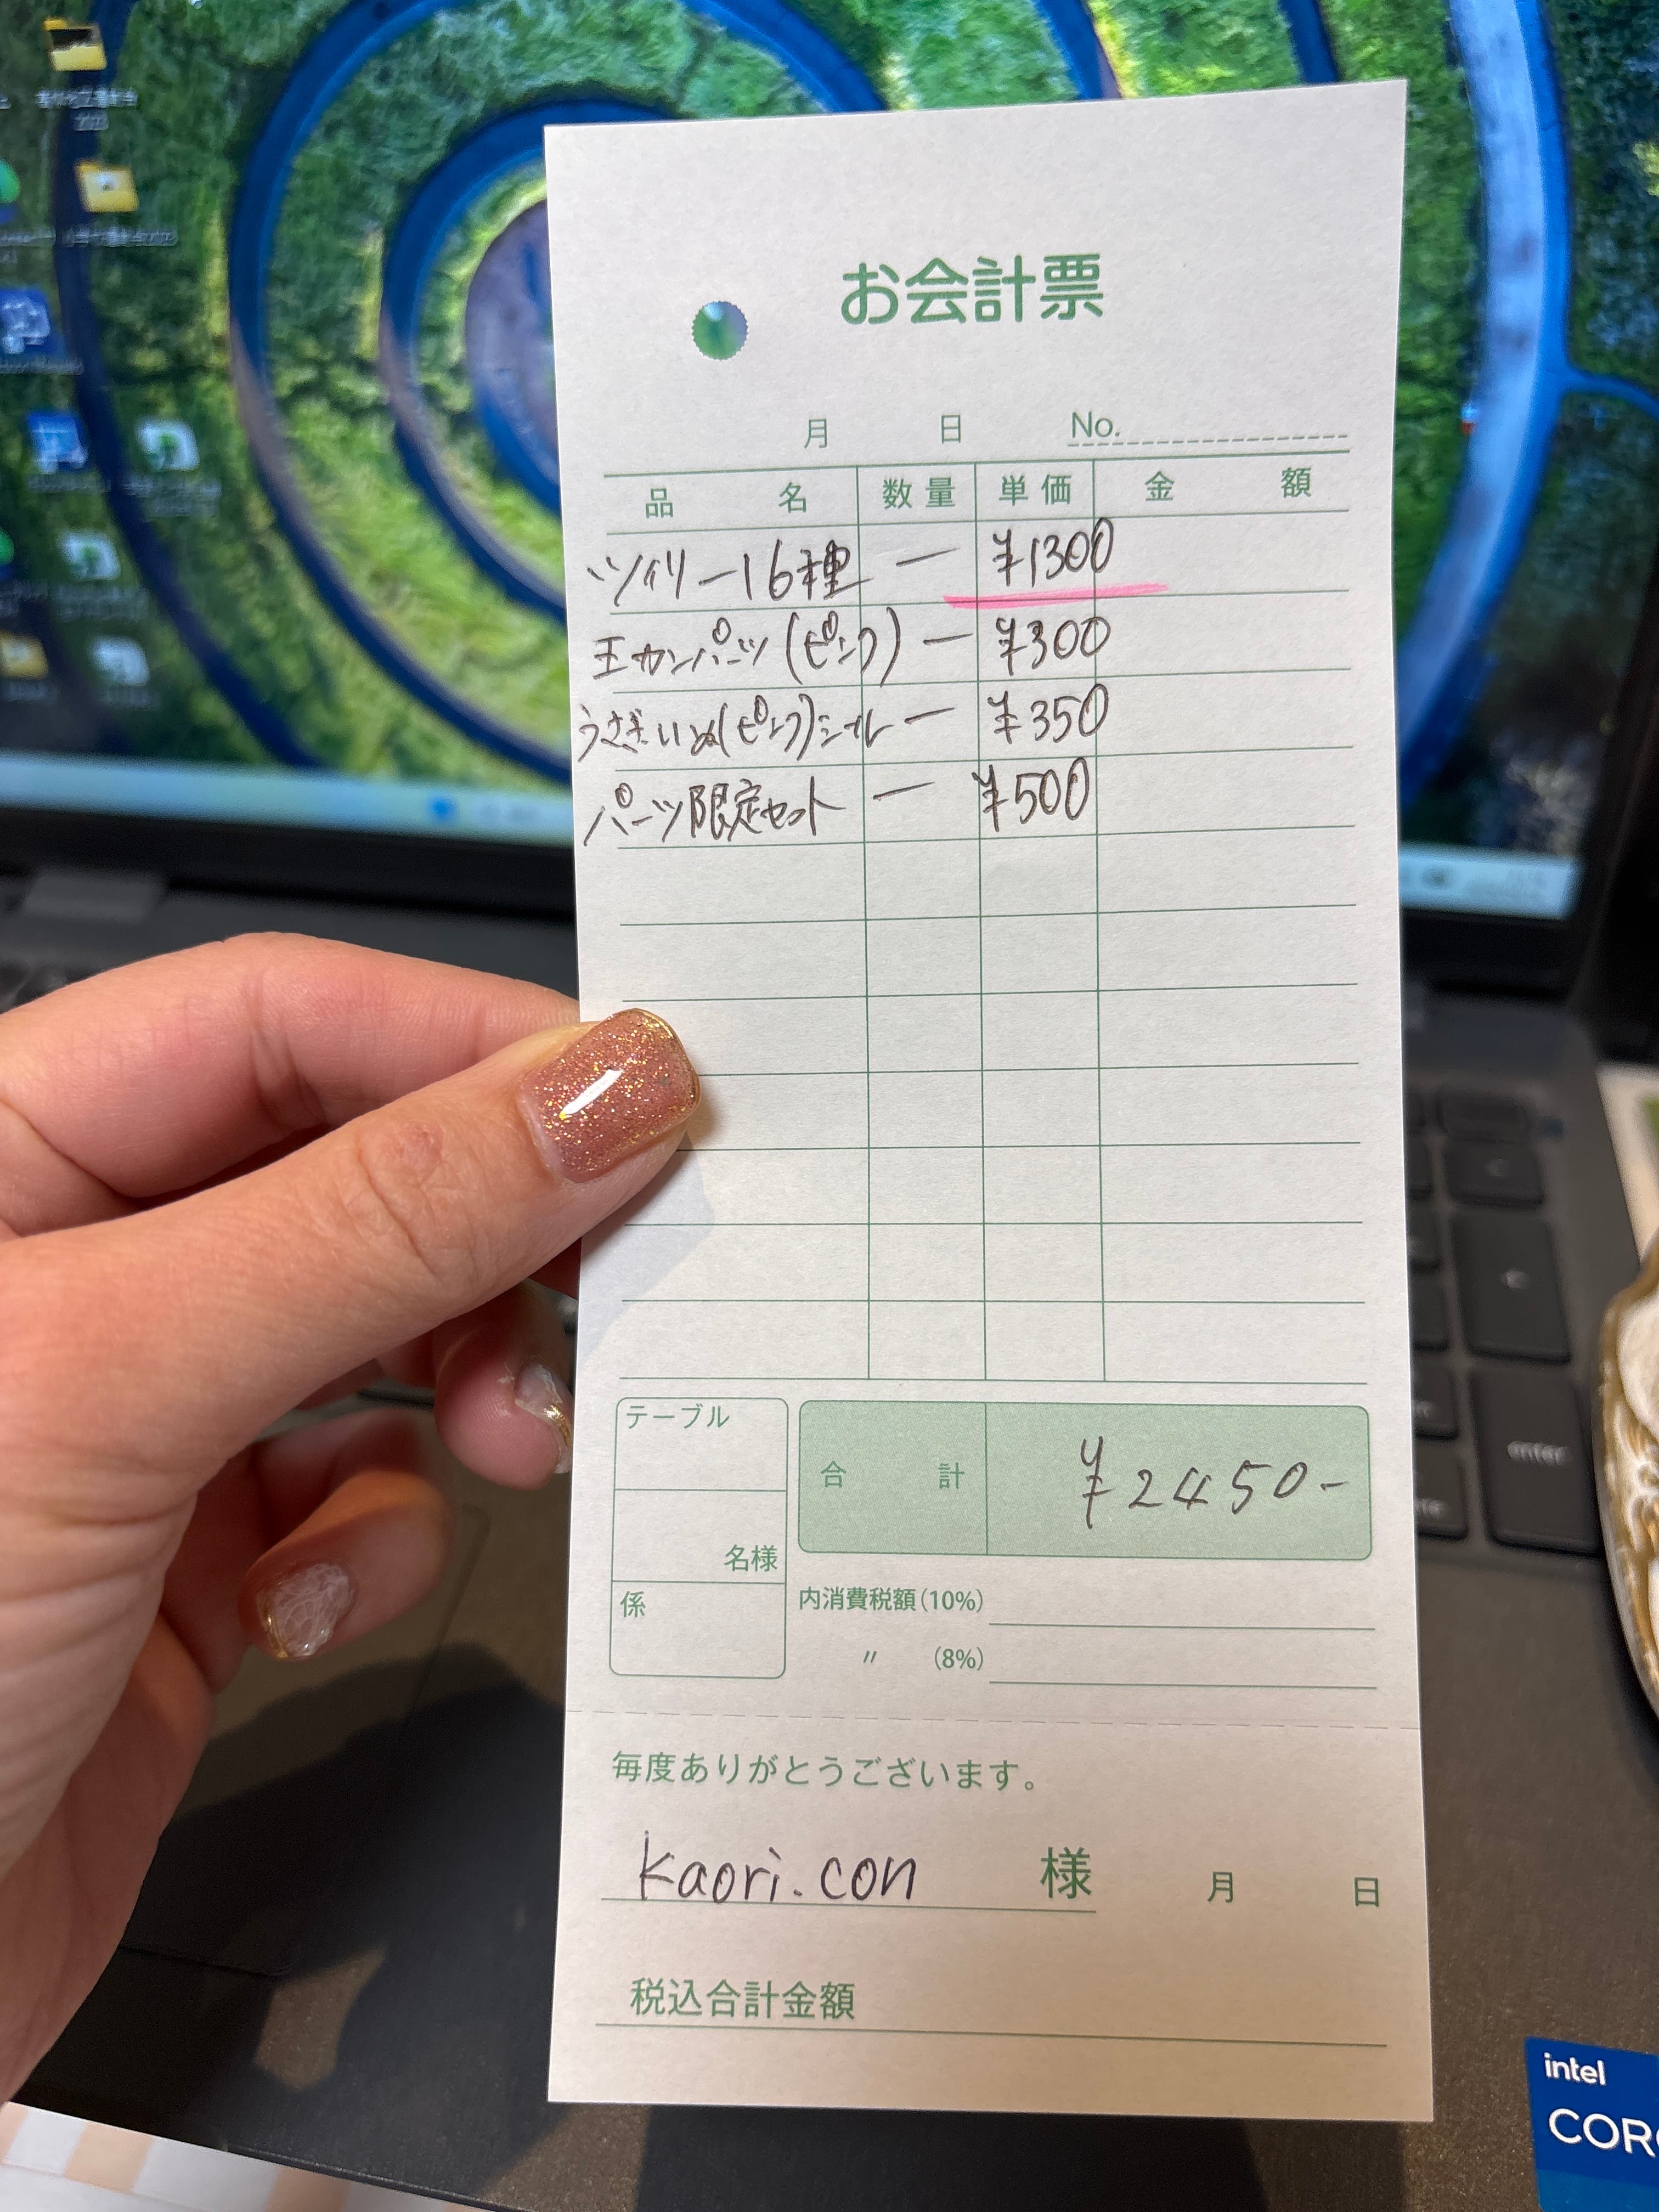 お会計票
月 日 No.
品名 数量 単価 金額
ツイリー16種 — ¥1300
王カンパーツ(ピンク) — ¥300
うさぎいぬ(ピンク)シール — ¥350
パーツ限定セット — ¥500
テーブル
名様
係
合計 ¥2450-
内消費税額(10%)
〃 (8%)
毎度ありがとうございます。
kaori.con 様 月 日
税込合計金額
enter
intel
COR